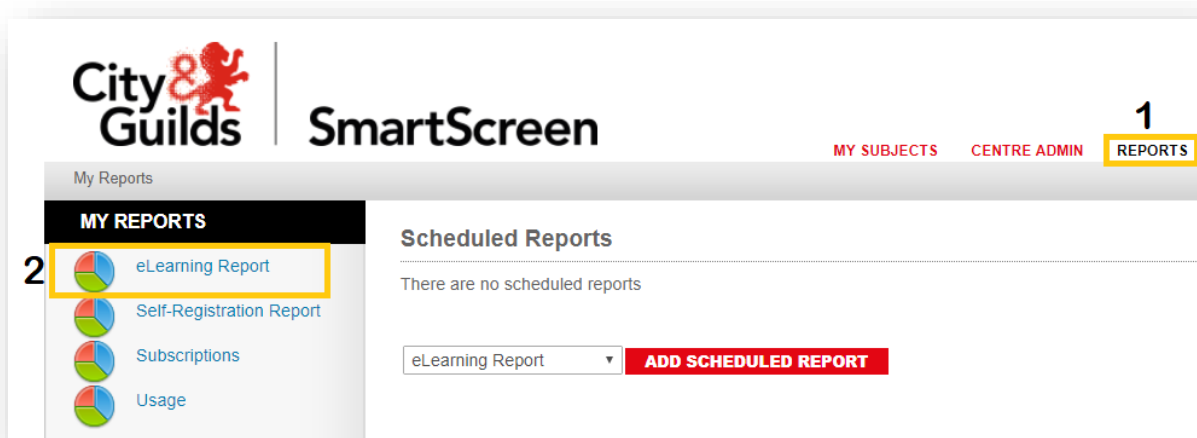 City&
Guilds
SmartScreen
1
MY SUBJECTS CENTRE ADMIN REPORTS
My Reports
MY REPORTS
2
eLearning Report
Self-Registration Report
Subscriptions
Usage
Scheduled Reports
There are no scheduled reports
eLearning Report ▼ ADD SCHEDULED REPORT